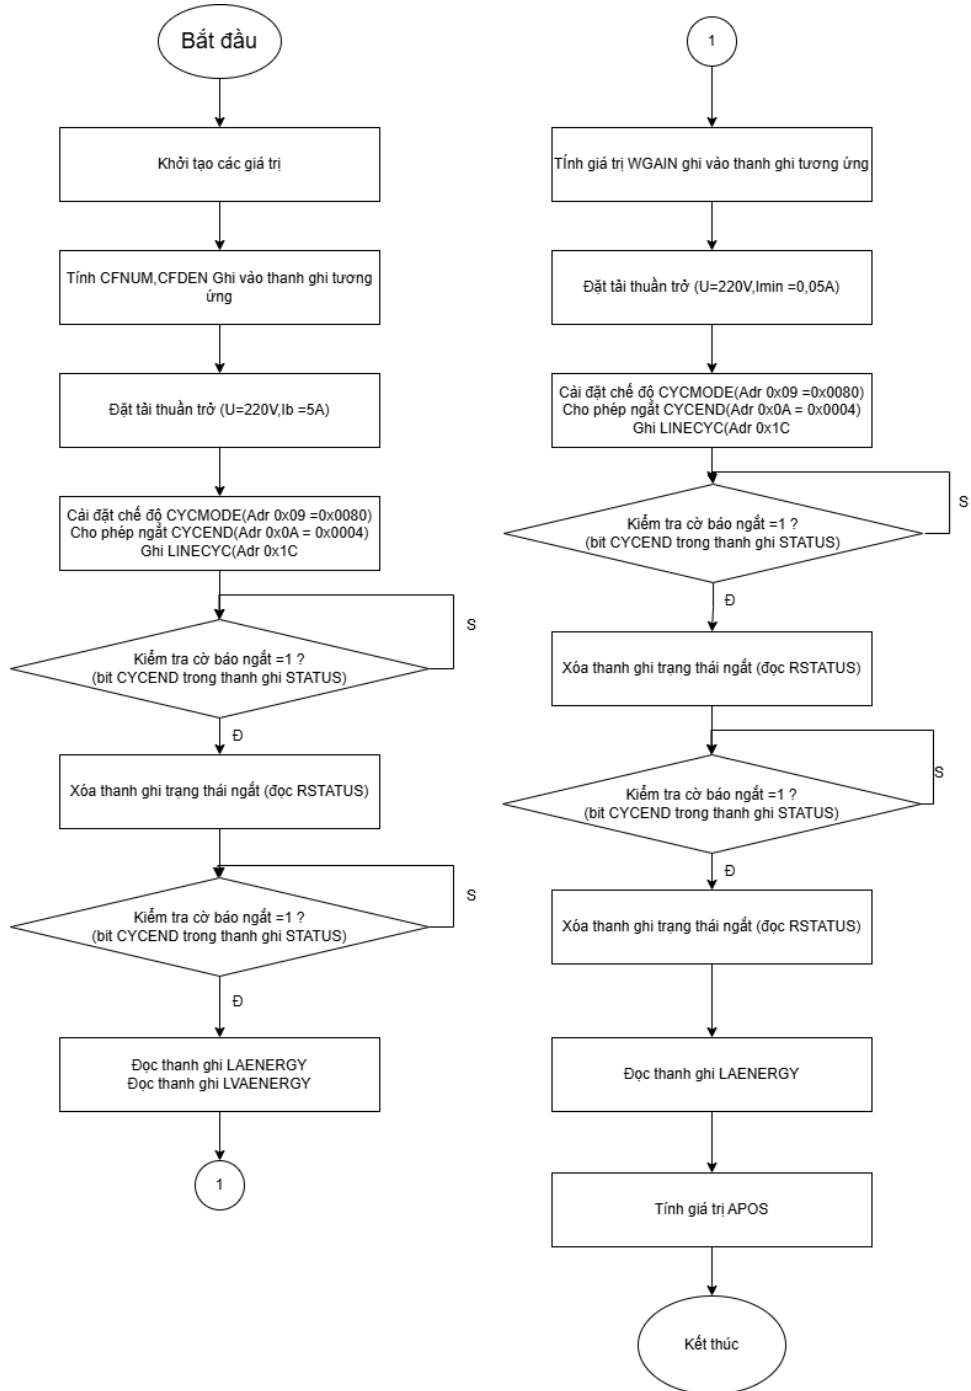 Bắt đầu
Khởi tạo các giá trị
Tính CFNUM,CFDEN Ghi vào thanh ghi tương
ứng
Đặt tải thuần trở (U=220V,Ib =5A)
Cài đặt chế độ CYCMODE(Adr 0x09 =0x0080)
Cho phép ngắt CYCEND(Adr 0x0A = 0x0004)
Ghi LINECYC(Adr 0x1C
Kiểm tra cờ báo ngắt =1 ?
(bit CYCEND trong thanh ghi STATUS)
S
Đ
Xóa thanh ghi trạng thái ngắt (đọc RSTATUS)
Kiểm tra cờ báo ngắt =1 ?
(bit CYCEND trong thanh ghi STATUS)
S
Đ
Đọc thanh ghi LAENERGY
Đọc thanh ghi LVAENERGY
1
1
TÍnh giá trị WGAIN ghi vào thanh ghi tương ứng
Đặt tải thuần trở (U=220V,Imin =0,05A)
Cài đặt chế độ CYCMODE(Adr 0x09 =0x0080)
Cho phép ngắt CYCEND(Adr 0x0A = 0x0004)
Ghi LINECYC(Adr 0x1C
Kiểm tra cờ báo ngắt =1 ?
(bit CYCEND trong thanh ghi STATUS)
S
Đ
Xóa thanh ghi trạng thái ngắt (đọc RSTATUS)
Kiểm tra cờ báo ngắt =1 ?
(bit CYCEND trong thanh ghi STATUS)
S
Đ
Xóa thanh ghi trạng thái ngắt (đọc RSTATUS)
Đọc thanh ghi LAENERGY
Tính giá trị APOS
Kết thúc